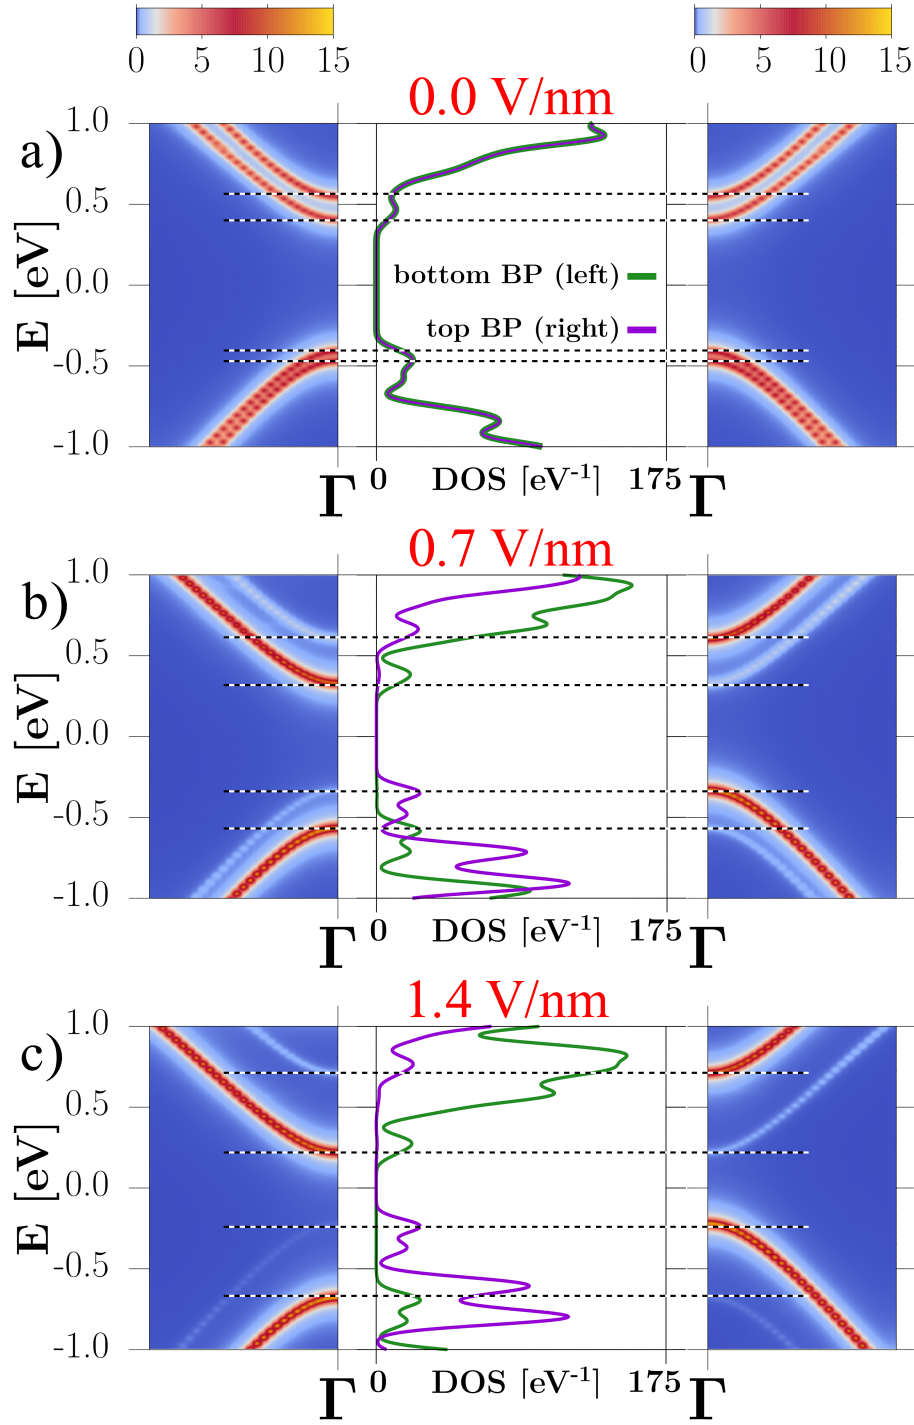 0 5 10 15 0 5 10 15
0.0 V/nm
a)
1.0
0.5
0.0
-0.5
-1.0
E [eV]
bottom BP (left)
top BP (right)
Γ 0 DOS [eV-1] 175 Γ
0.7 V/nm
b)
1.0
0.5
0.0
-0.5
-1.0
E [eV]
Γ 0 DOS [eV-1] 175 Γ
1.4 V/nm
c)
1.0
0.5
0.0
-0.5
-1.0
E [eV]
Γ 0 DOS [eV-1] 175 Γ